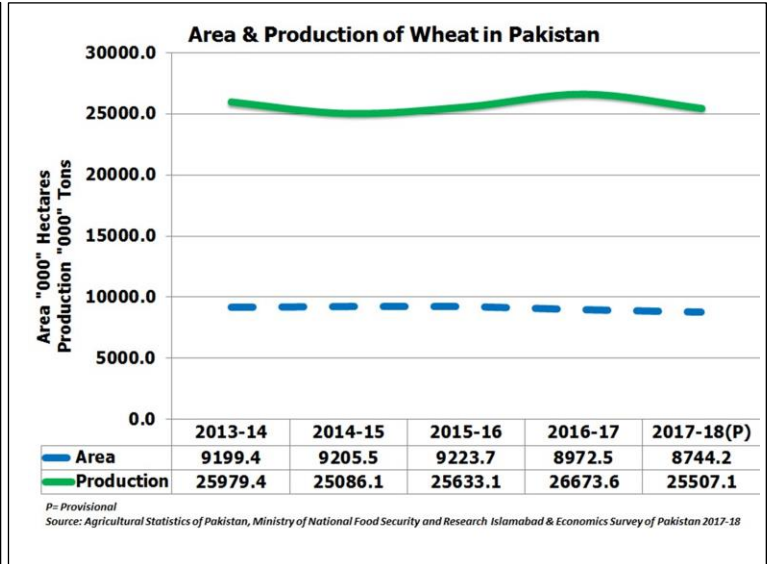 Area & Production of Wheat in Pakistan
30000.0
25000.0
20000.0
15000.0
10000.0
5000.0
0.0
Area "000" Hectares
Production "000" Tons
2013-14 2014-15 2015-16 2016-17 2017-18(P)
Area 9199.4 9205.5 9223.7 8972.5 8744.2
Production 25979.4 25086.1 25633.1 26673.6 25507.1
P= Provisional
Source: Agricultural Statistics of Pakistan, Ministry of National Food Security and Research Islamabad & Economics Survey of Pakistan 2017-18